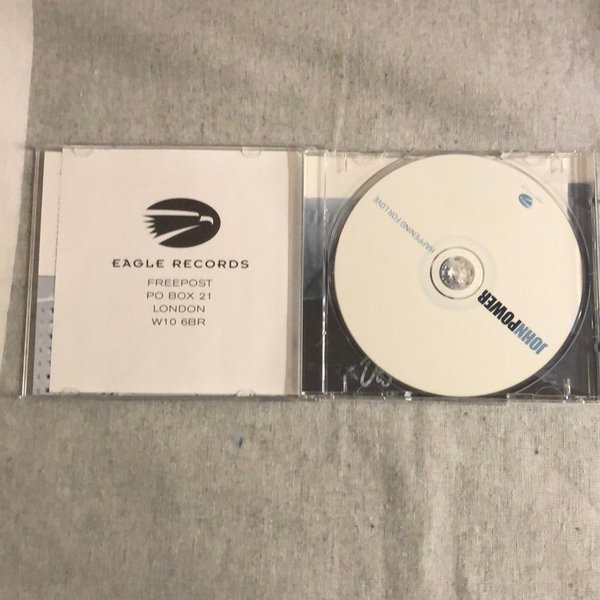 EAGLE RECORDS
FREEPOST
PO BOX 21
LONDON
W10 6BR
HAPPENING FOR LOVE
JOHNPOWER